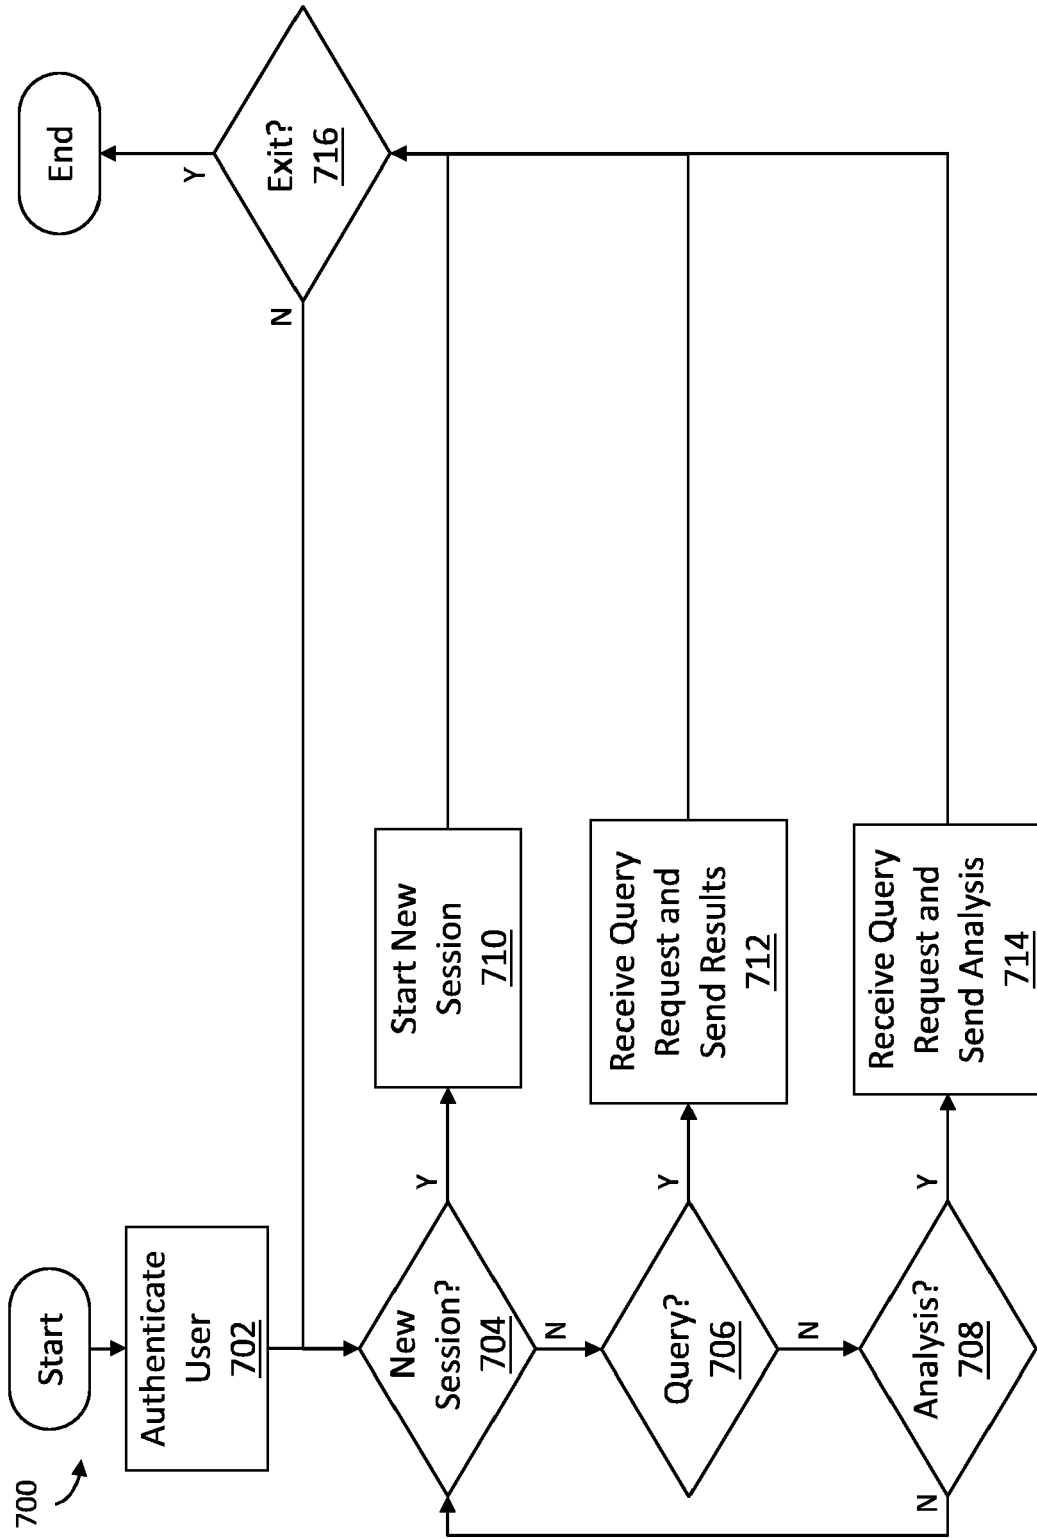 700
Start
Authenticate
User
702
New
Session?
704
Y
N
Start New
Session
710
Query?
706
Y
N
Receive Query
Request and
Send Results
712
Analysis?
708
Y
N
Receive Query
Request and
Send Analysis
714
Exit?
716
N
Y
End